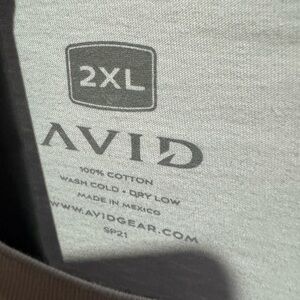 2XL
AVID
100% COTTON
WASH COLD • DRY LOW
MADE IN MEXICO
WWW.AVIDGEAR.COM
SP21